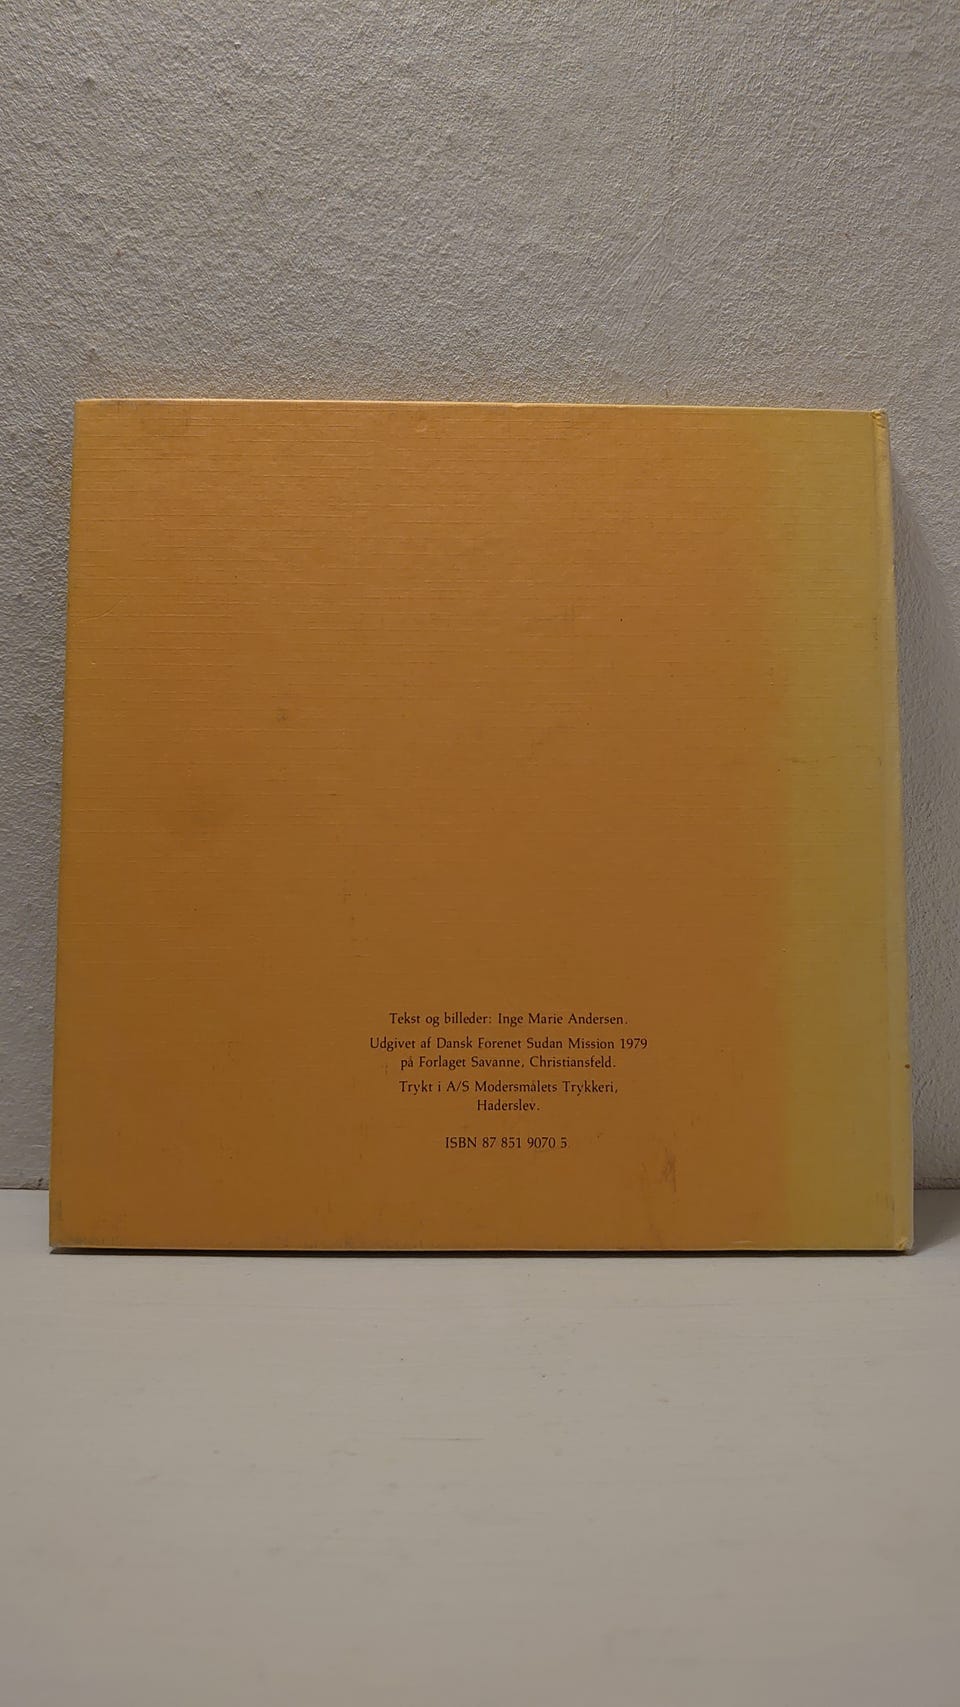 Tekst og billeder: Inge Marie Andersen.
Udgivet af Dansk Forenet Sudan Mission 1979
på Forlaget Savanne, Christiansfeld.
Trykt i A/S Modersmålets Trykkeri,
Haderslev.
ISBN 87 851 9070 5